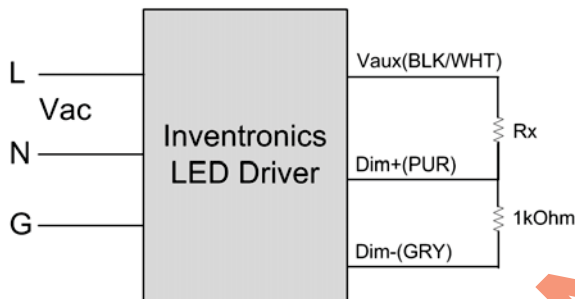 L
Vac
N
G
Inventronics
LED Driver
Vaux(BLK/WHT)
Rx
Dim+(PUR)
1kOhm
Dim-(GRY)